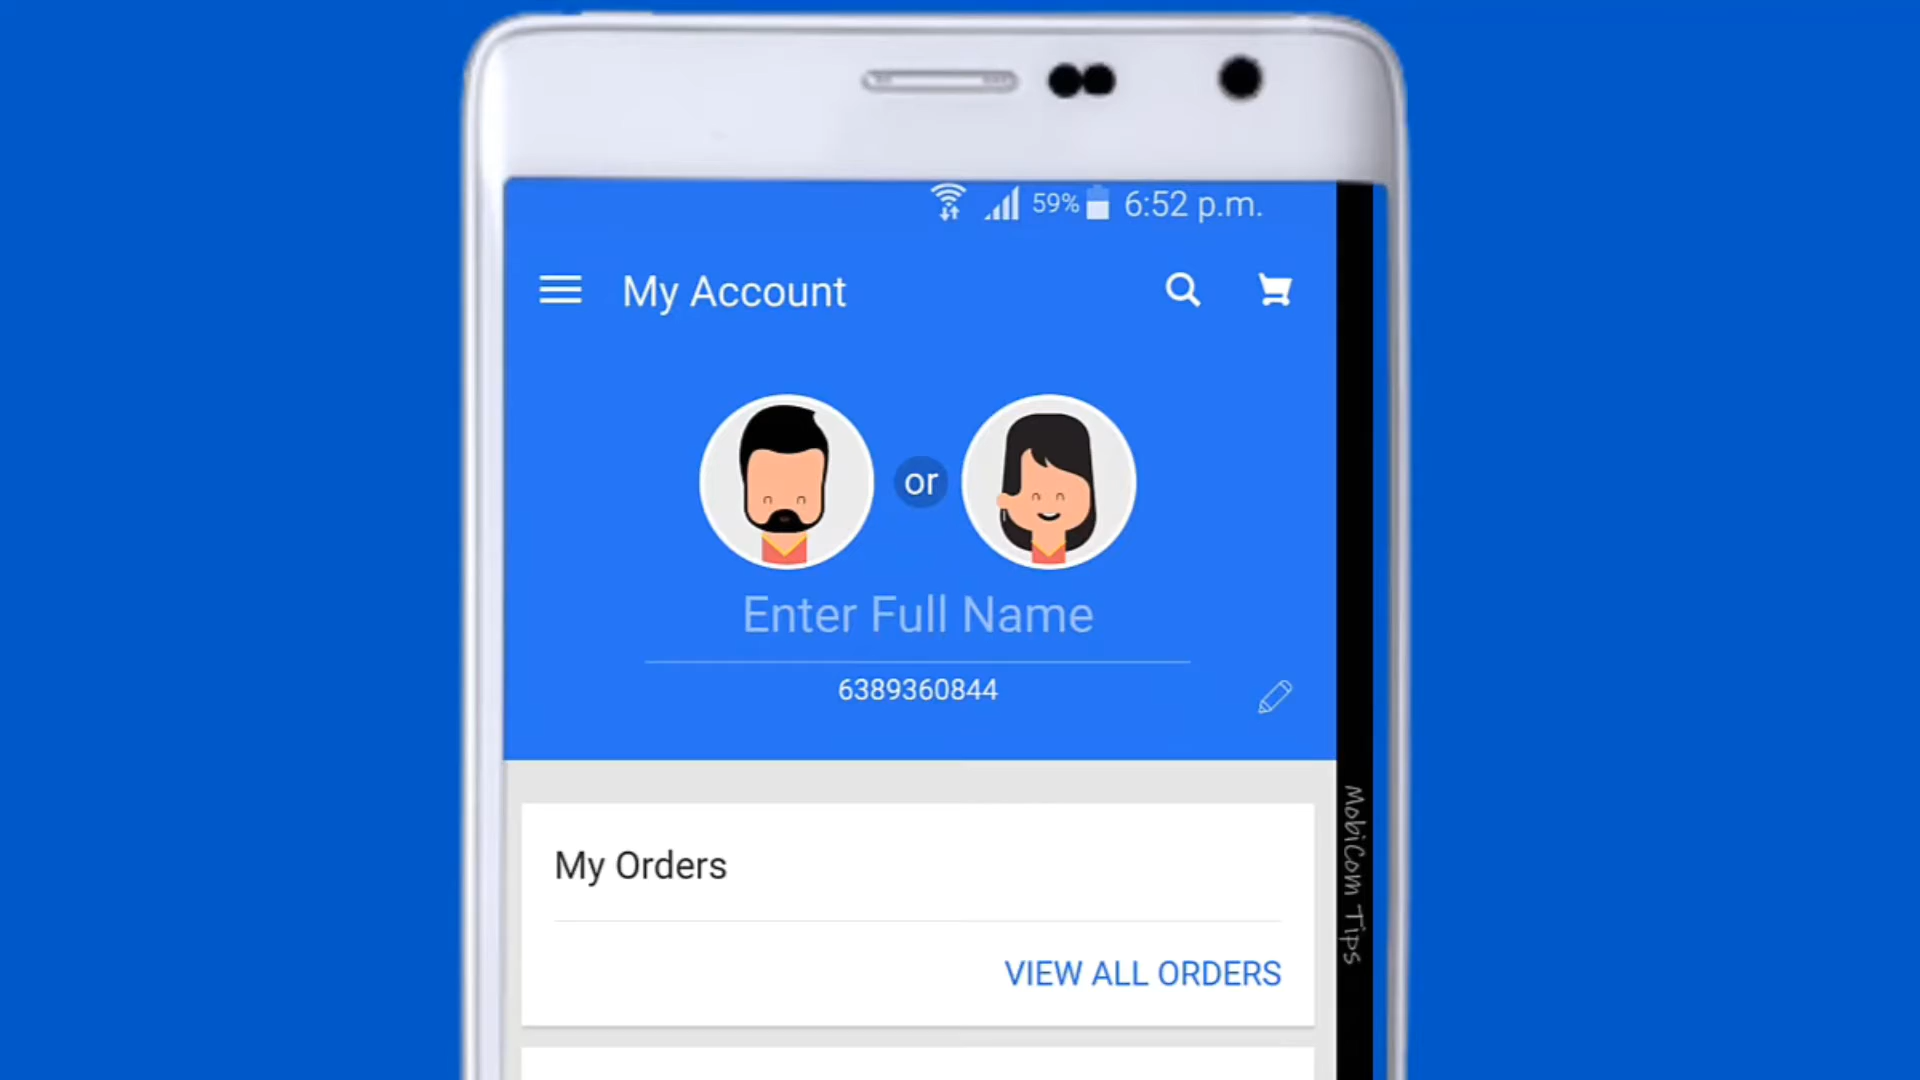 59% 6:52 p.m.
My Account
or
Enter Full Name
6389360844
My Orders
VIEW ALL ORDERS
MobiCom Tips